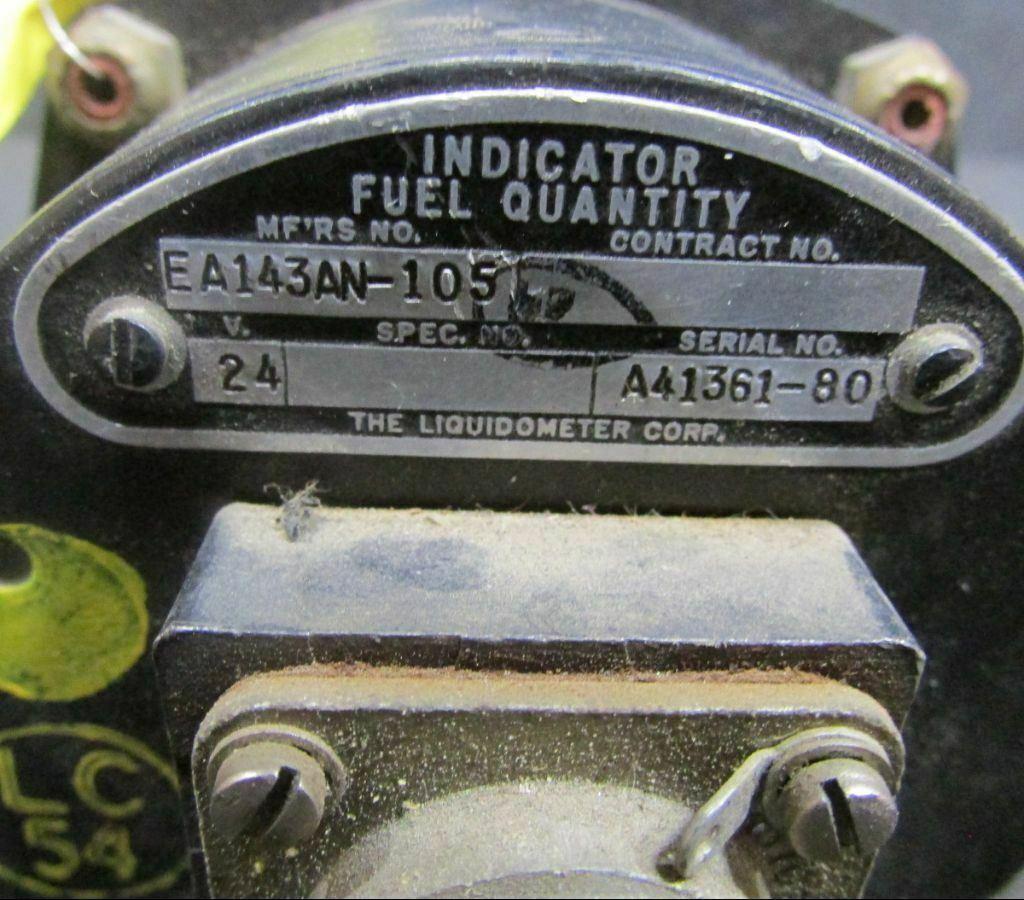 INDICATOR
FUEL QUANTITY
MF'RS NO. CONTRACT NO.
EA143AN-105
V. SPEC. NO. SERIAL NO.
24 A41361-80
THE LIQUIDOMETER CORP.
LC
54